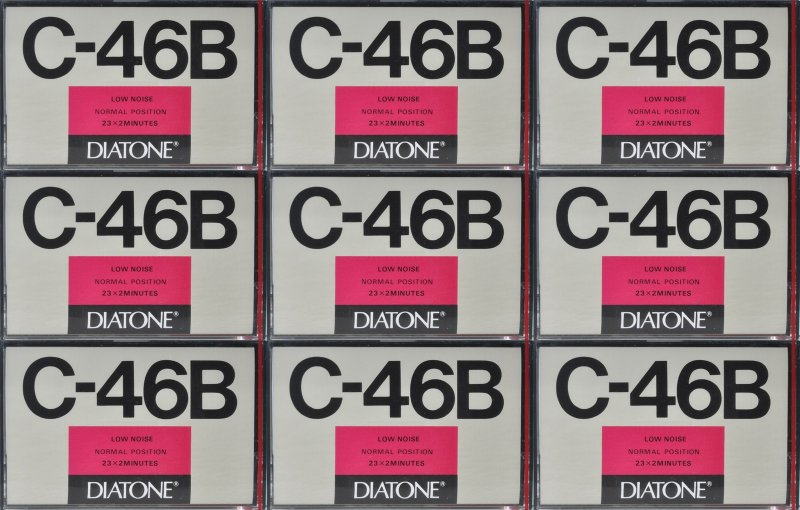 C-46B C-46B C-46B
LOW NOISE LOW NOISE LOW NOISE
NORMAL POSITION NORMAL POSITION NORMAL POSITION
23×2MINUTES 23×2MINUTES 23×2MINUTES
DIATONE® DIATONE® DIATONE®
C-46B C-46B C-46B
LOW NOISE LOW NOISE LOW NOISE
NORMAL POSITION NORMAL POSITION NORMAL POSITION
23×2MINUTES 23×2MINUTES 23×2MINUTES
DIATONE® DIATONE® DIATONE®
C-46B C-46B C-46B
LOW NOISE LOW NOISE LOW NOISE
NORMAL POSITION NORMAL POSITION NORMAL POSITION
23×2MINUTES 23×2MINUTES 23×2MINUTES
DIATONE® DIATONE® DIATONE®